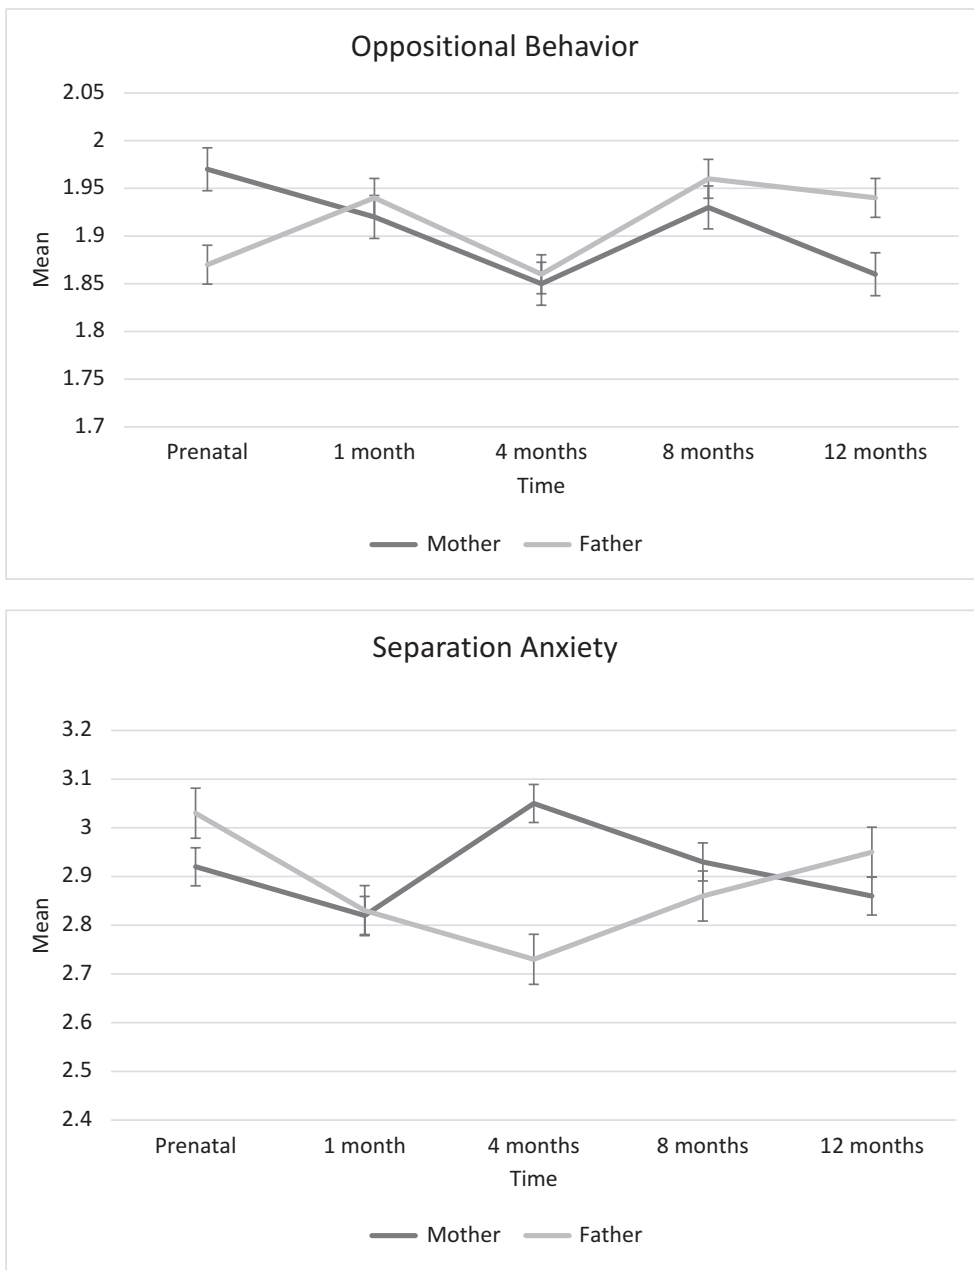 Oppositional Behavior
2.05
2
1.95
1.9
1.85
1.8
1.75
1.7
Mean
Prenatal 1 month 4 months 8 months 12 months
Time
Mother Father
Separation Anxiety
3.2
3.1
3
2.9
2.8
2.7
2.6
2.5
2.4
Mean
Prenatal 1 month 4 months 8 months 12 months
Time
Mother Father